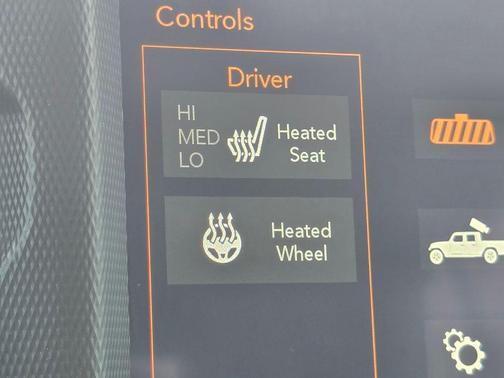 Controls
Driver
HI
MED
LO
Heated
Seat
Heated
Wheel